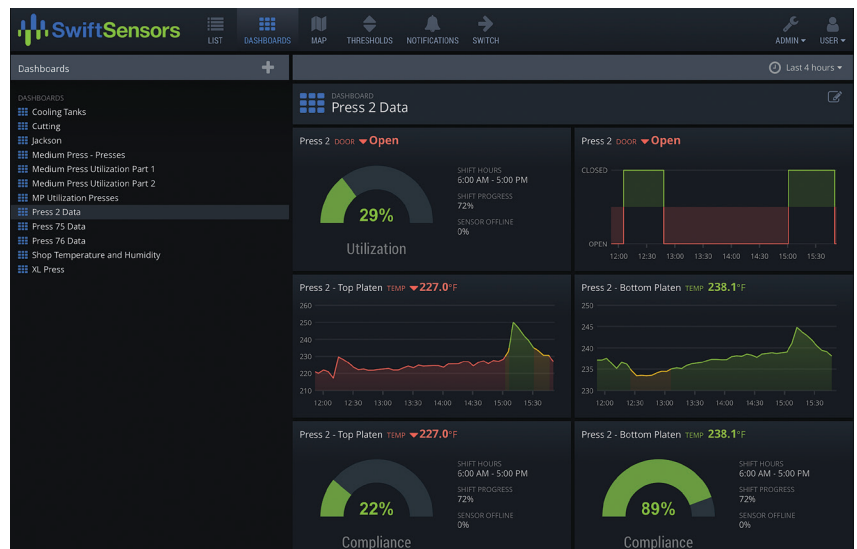 SwiftSensors
LIST DASHBOARDS MAP THRESHOLDS NOTIFICATIONS SWITCH ADMIN USER
Dashboards
Last 4 hours
DASHBOARDS
Cooling Tanks
Cutting
Jackson
Medium Press - Presses
Medium Press Utilization Part 1
Medium Press Utilization Part 2
MP Utilization Presses
Press 2 Data
Press 75 Data
Press 76 Data
Shop Temperature and Humidity
XL Press
DASHBOARD
Press 2 Data
Press 2 DOOR Open
29%
Utilization
SHIFT HOURS
6:00 AM - 5:00 PM
SHIFT PROGRESS
72%
SENSOR OFFLINE
0%
Press 2 DOOR Open
CLOSED
OPEN
12:00 12:30 13:00 13:30 14:00 14:30 15:00 15:30
Press 2 - Top Platen TEMP 227.0°F
260
250
240
230
220
210
12:00 12:30 13:00 13:30 14:00 14:30 15:00 15:30
Press 2 - Bottom Platen TEMP 238.1°F
250
245
240
235
230
12:00 12:30 13:00 13:30 14:00 14:30 15:00 15:30
Press 2 - Top Platen TEMP 227.0°F
22%
Compliance
SHIFT HOURS
6:00 AM - 5:00 PM
SHIFT PROGRESS
72%
SENSOR OFFLINE
0%
Press 2 - Bottom Platen TEMP 238.1°F
89%
Compliance
SHIFT HOURS
6:00 AM - 5:00 PM
SHIFT PROGRESS
72%
SENSOR OFFLINE
0%